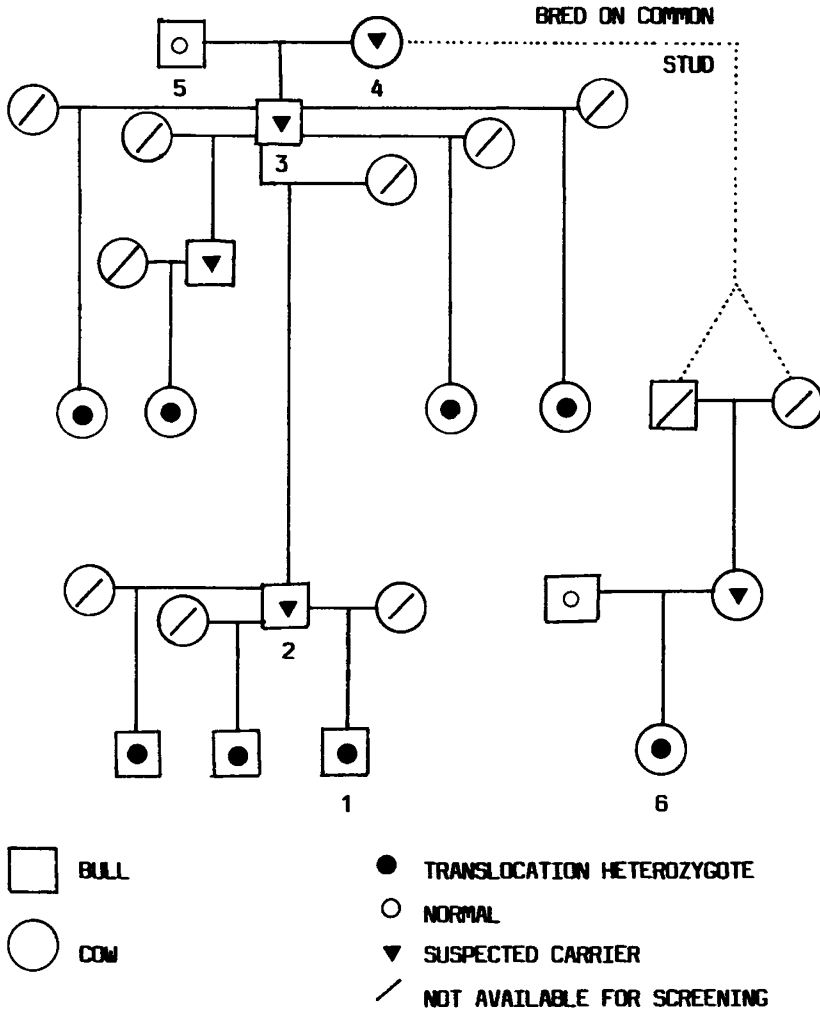 BRED ON COMMON
STUD
5
4
3
2
1
6
BULL
COW
TRANSLOCATION HETEROZYGOTE
NORMAL
SUSPECTED CARRIER
NOT AVAILABLE FOR SCREENING